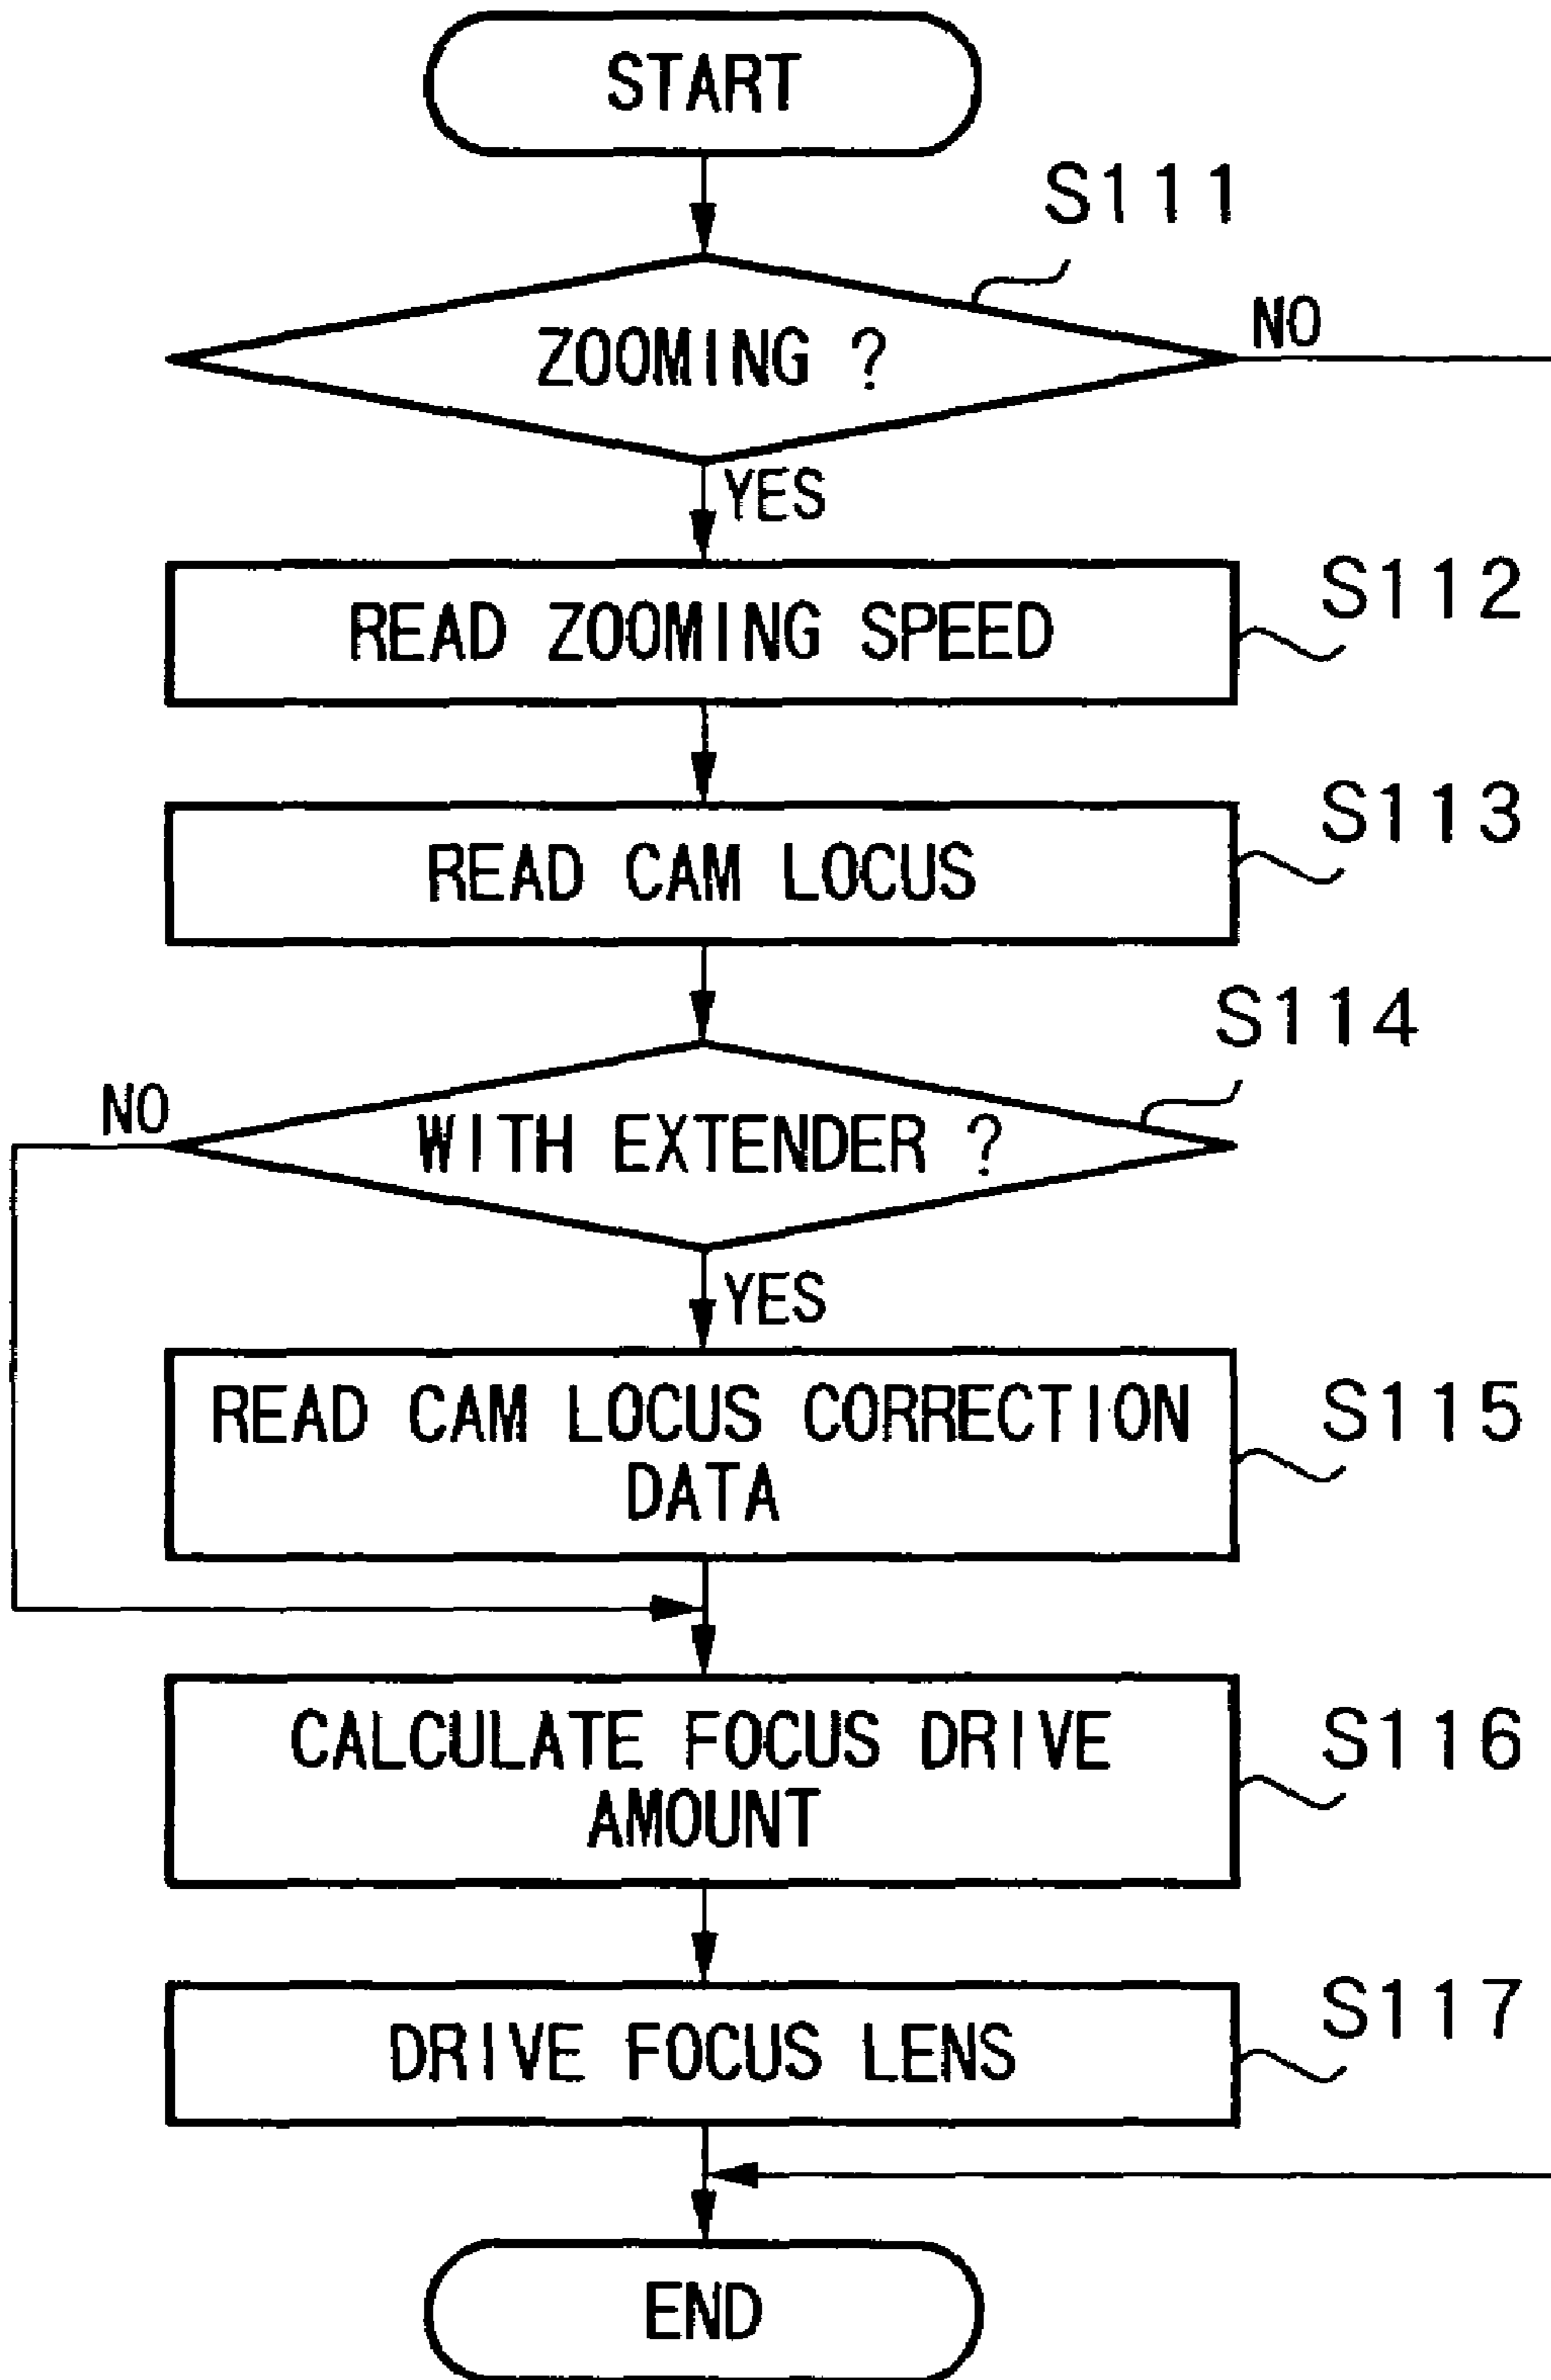 START
S111
ZOOMING ?
NO
YES
READ ZOOMING SPEED
S112
READ CAM LOCUS
S113
S114
NO
WITH EXTENDER ?
YES
READ CAM LOCUS CORRECTION
DATA
S115
CALCULATE FOCUS DRIVE
AMOUNT
S116
DRIVE FOCUS LENS
S117
END